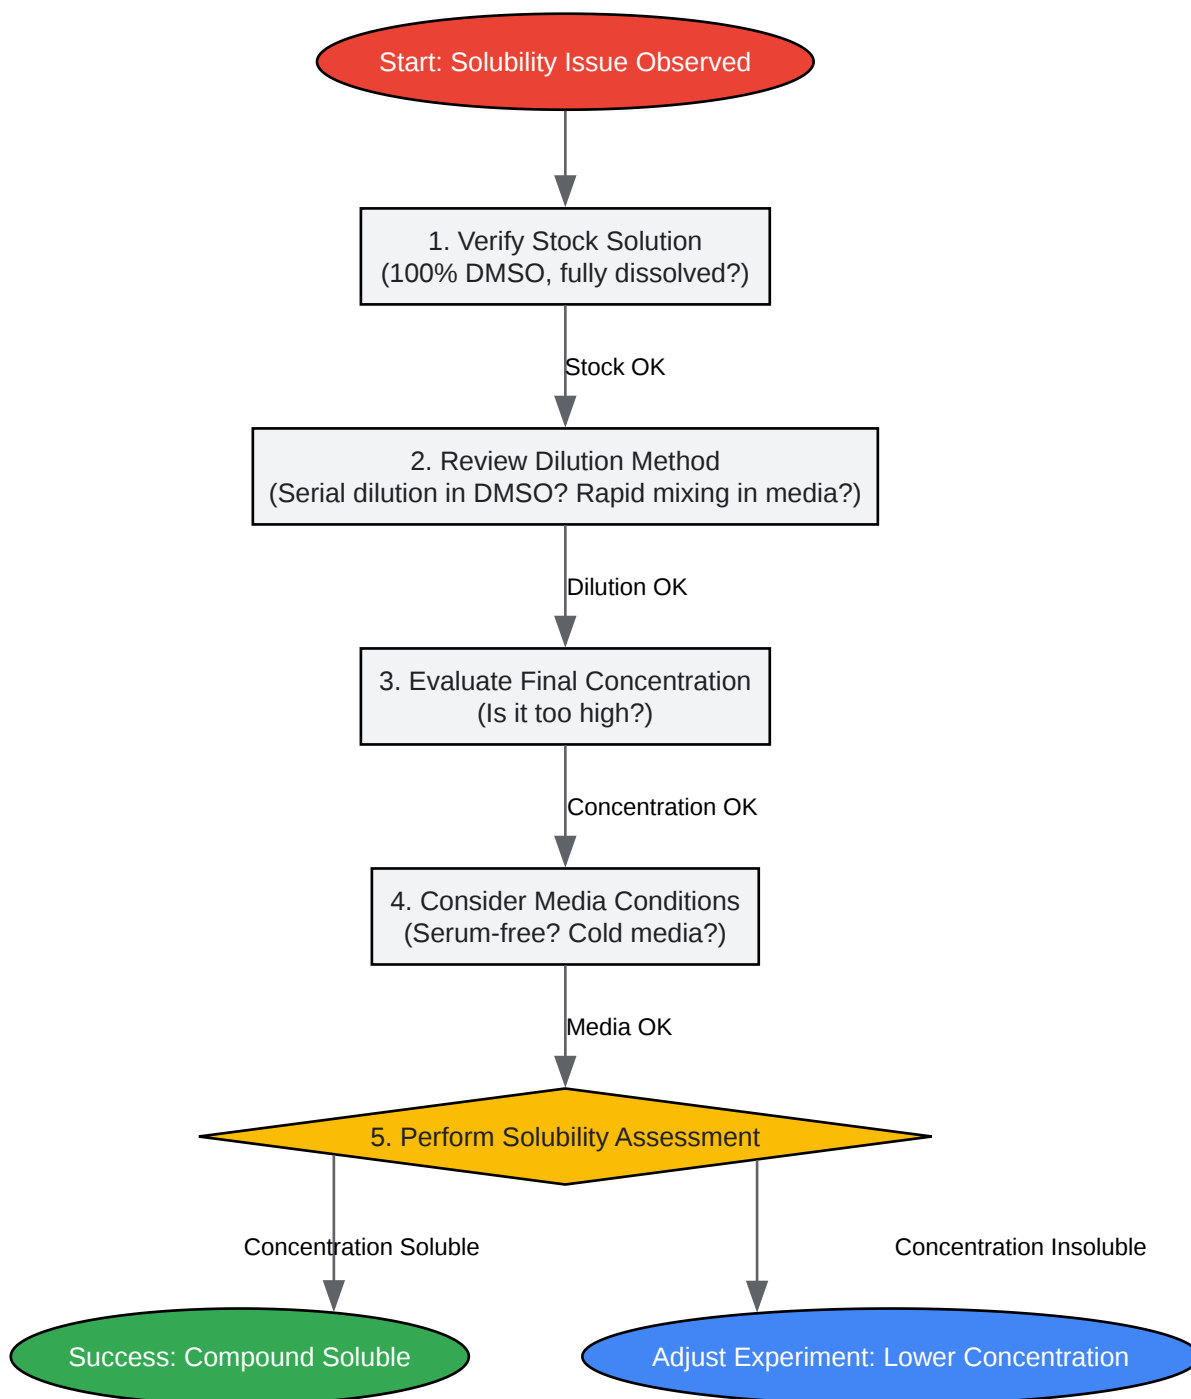 Start: Solubility Issue Observed
1. Verify Stock Solution
(100% DMSO, fully dissolved?)
Stock OK
2. Review Dilution Method
(Serial dilution in DMSO? Rapid mixing in media?)
Dilution OK
3. Evaluate Final Concentration
(Is it too high?)
Concentration OK
4. Consider Media Conditions
(Serum-free? Cold media?)
Media OK
5. Perform Solubility Assessment
Concentration Soluble
Concentration Insoluble
Success: Compound Soluble
Adjust Experiment: Lower Concentration